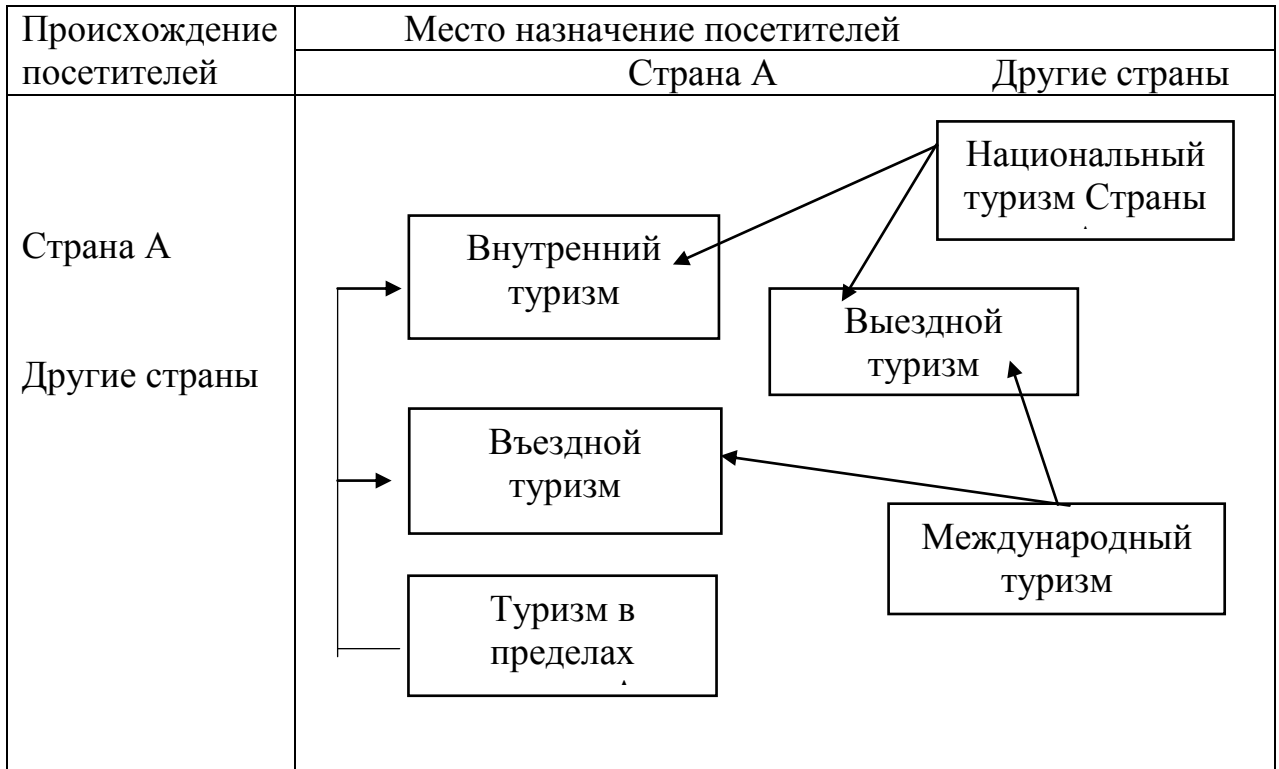 Происхождение
посетителей
Место назначение посетителей
Страна А
Другие страны
Страна А
Другие страны
Национальный
туризм Страны
Внутренний
туризм
Выездной
туризм
Въездной
туризм
Международный
туризм
Туризм в
пределах